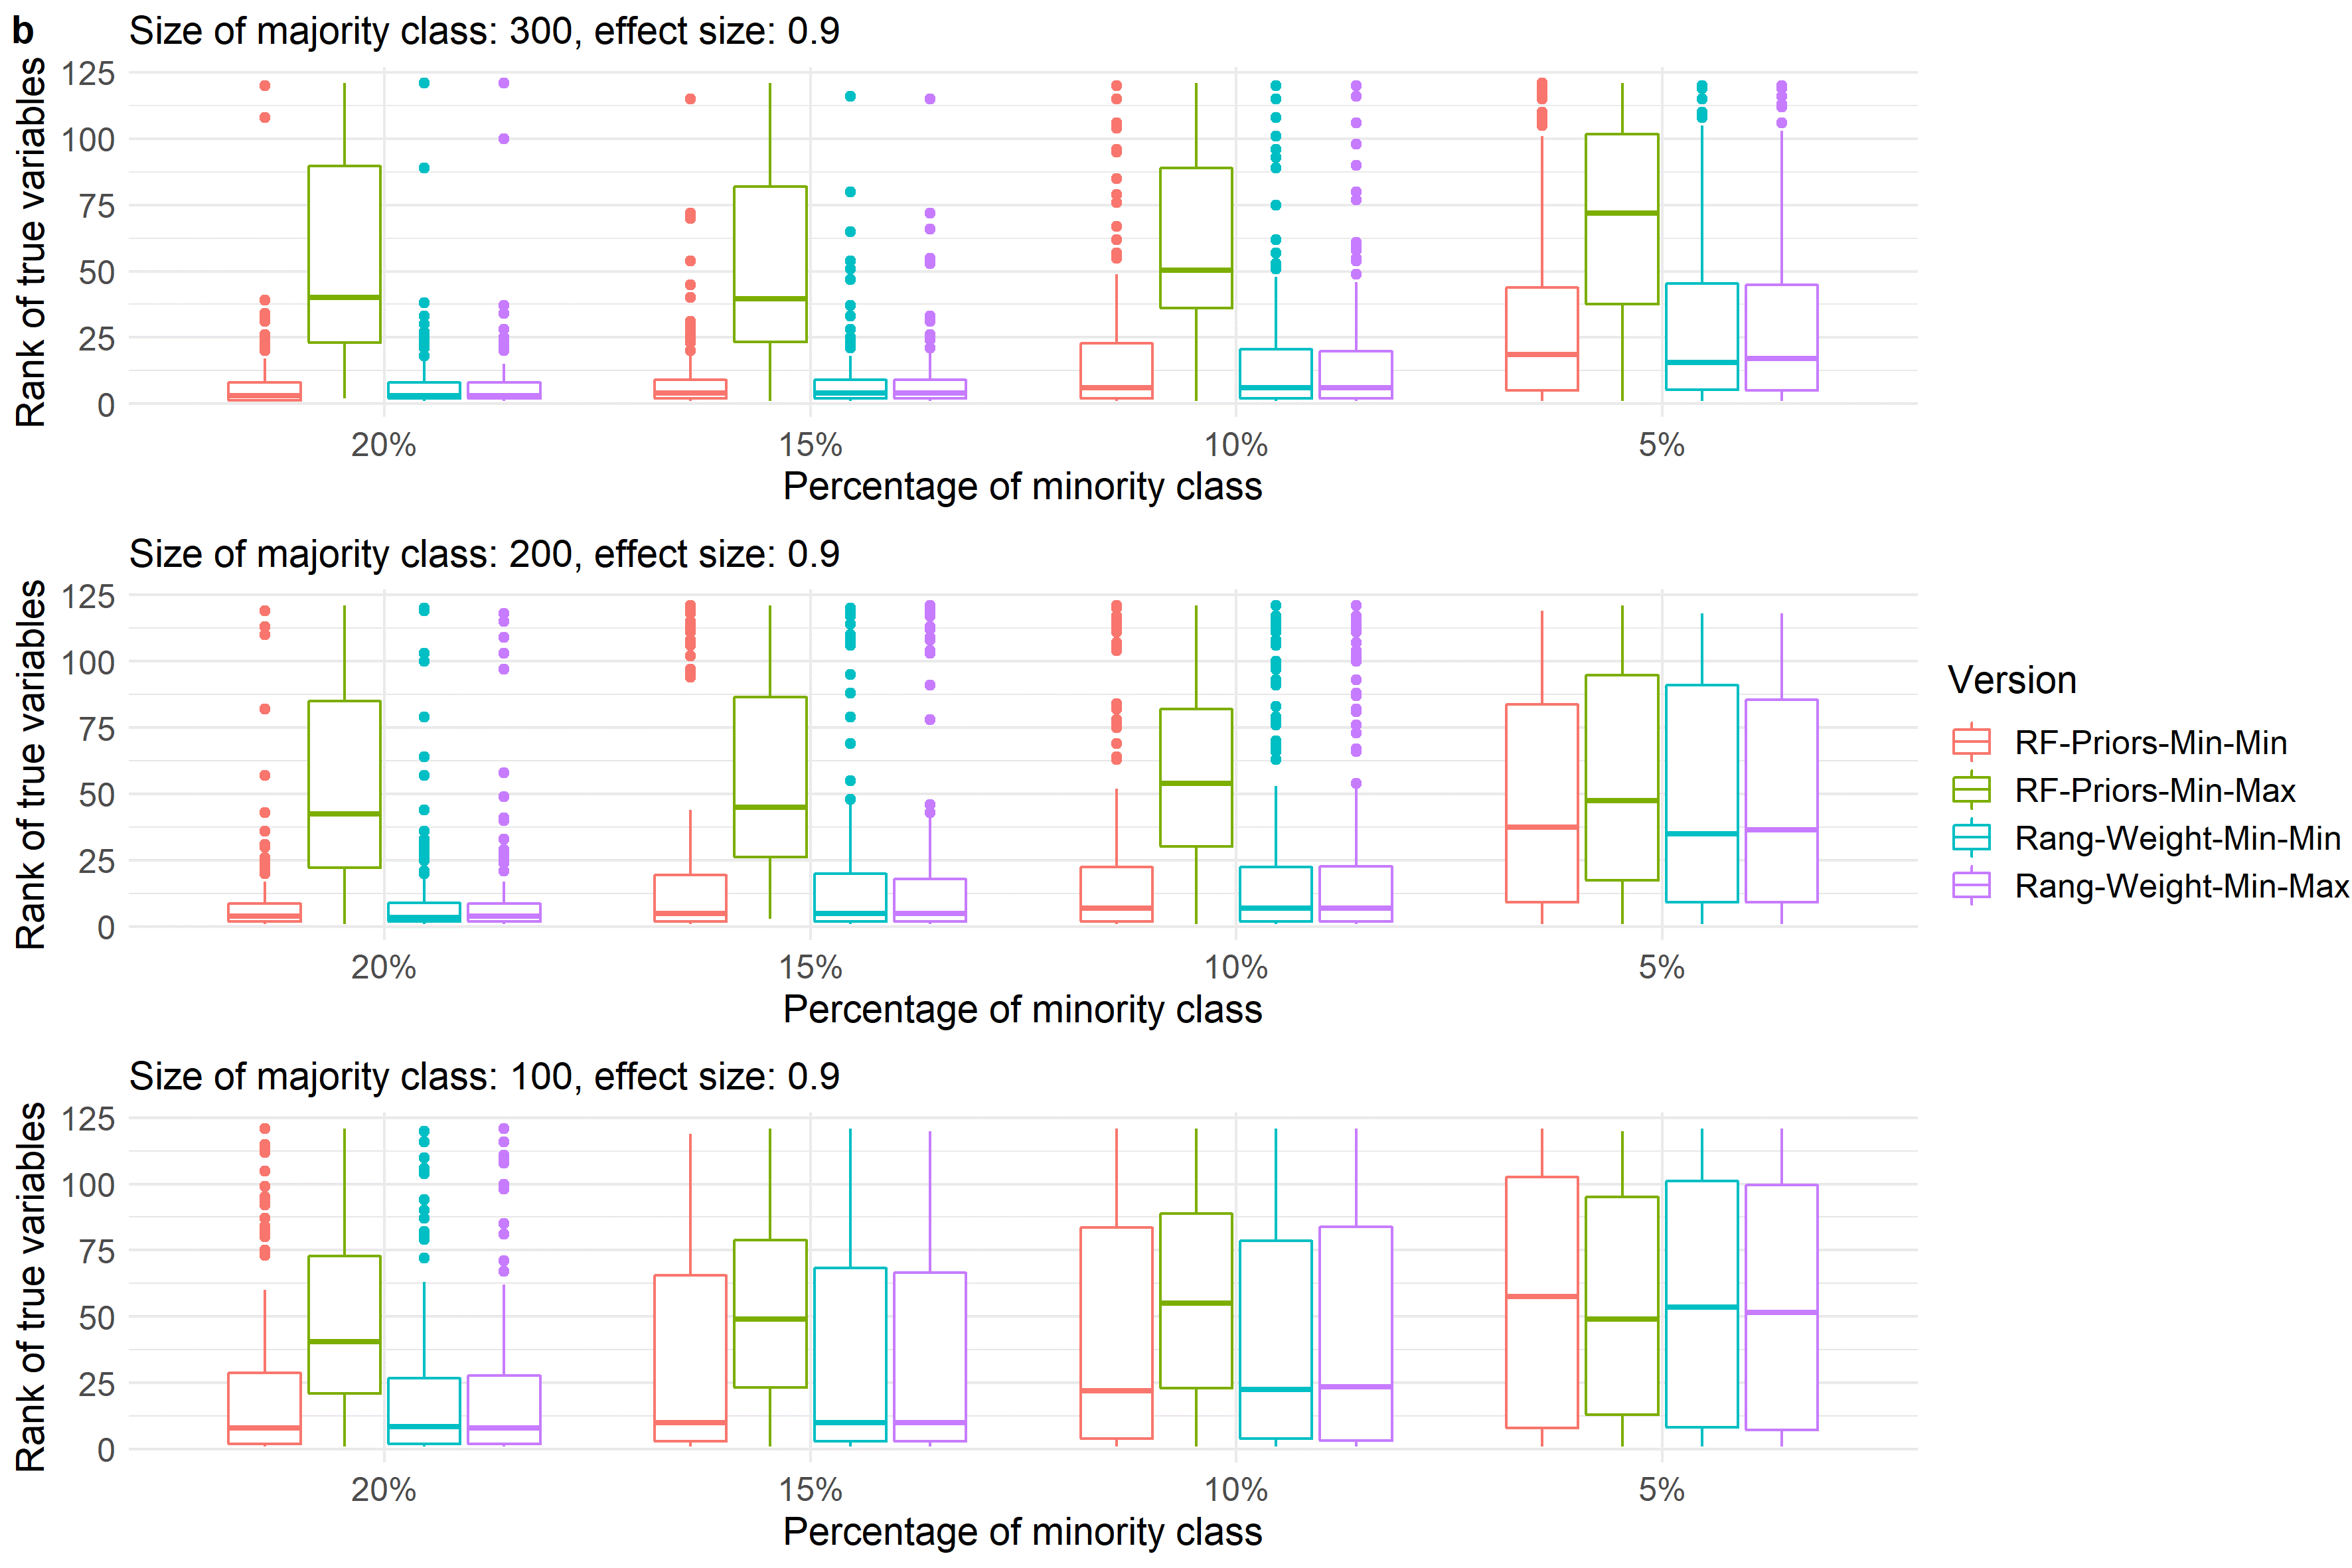 b
Size of majority class: 300, effect size: 0.9
Rank of true variables
125
100
75
50
25
0
20% 15% 10% 5%
Percentage of minority class
Size of majority class: 200, effect size: 0.9
Rank of true variables
125
100
75
50
25
0
20% 15% 10% 5%
Percentage of minority class
Size of majority class: 100, effect size: 0.9
Rank of true variables
125
100
75
50
25
0
20% 15% 10% 5%
Percentage of minority class
Version
RF-Priors-Min-Min
RF-Priors-Min-Max
Rang-Weight-Min-Min
Rang-Weight-Min-Max